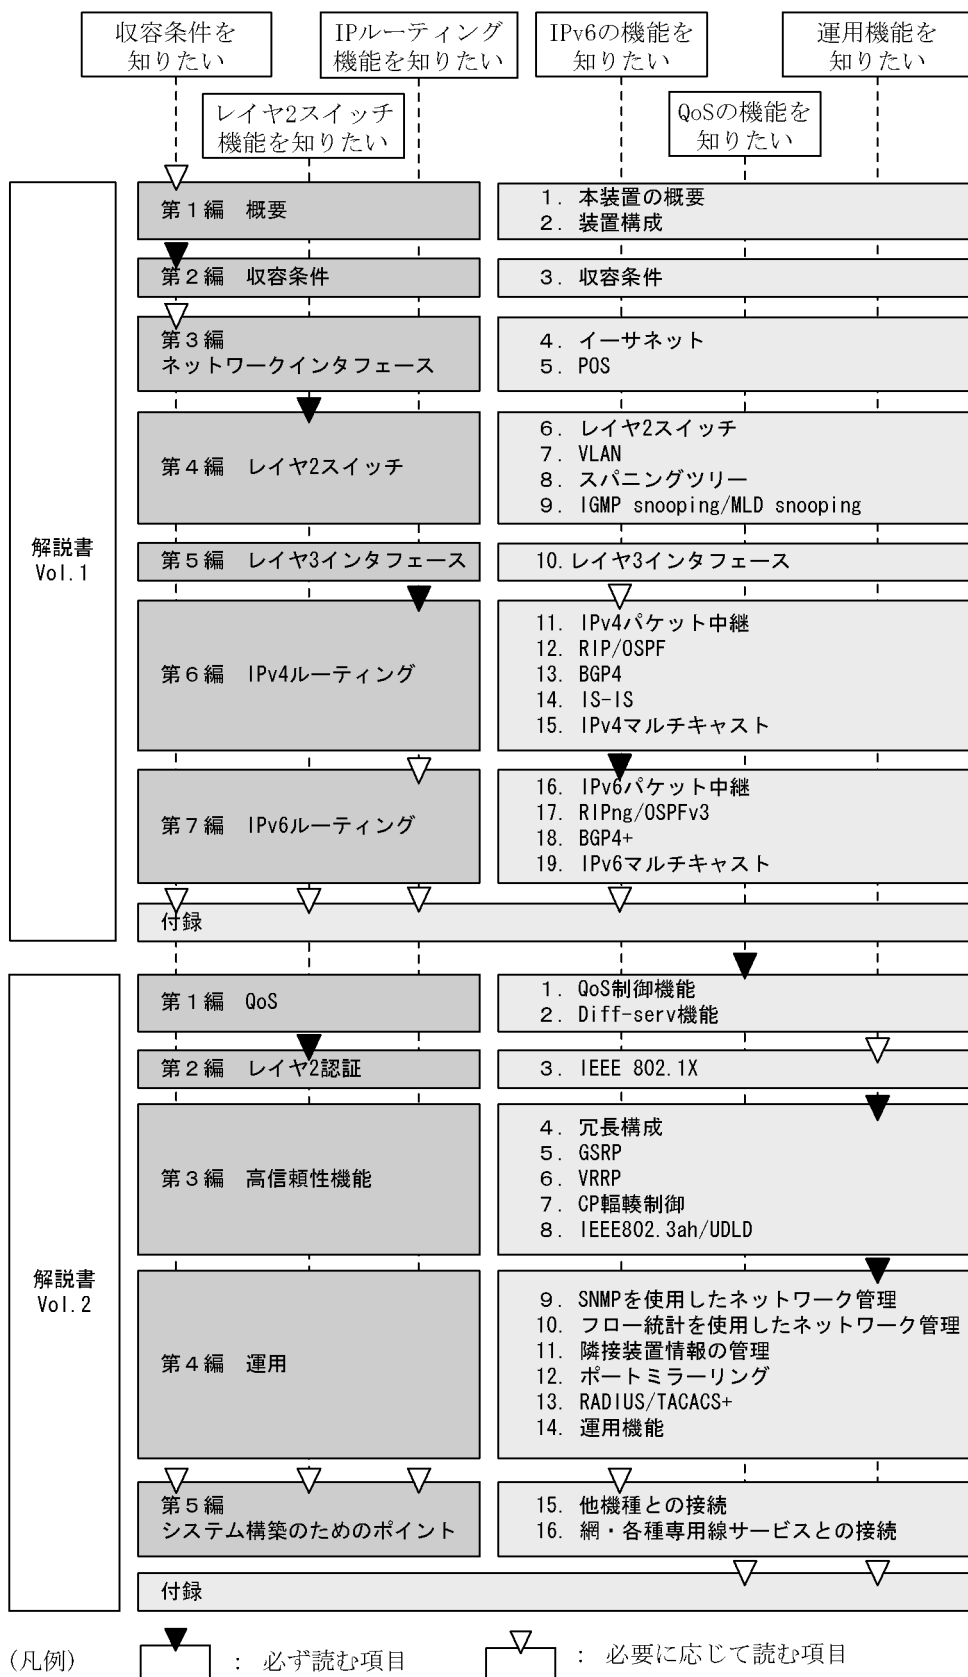 収容条件を
知りたい
IPルーティング
機能を知りたい
IPv6の機能を
知りたい
運用機能を
知りたい
レイヤ2スイッチ
機能を知りたい
QoSの機能を
知りたい
解説書
Vol.1
第1編 概要
1. 本装置の概要
2. 装置構成
第2編 収容条件
3. 収容条件
第3編
ネットワークインタフェース
4. イーサネット
5. POS
第4編 レイヤ2スイッチ
6. レイヤ2スイッチ
7. VLAN
8. スパニングツリー
9. IGMP snooping/MLD snooping
第5編 レイヤ3インタフェース
10. レイヤ3インタフェース
第6編 IPv4ルーティング
11. IPv4パケット中継
12. RIP/OSPF
13. BGP4
14. IS-IS
15. IPv4マルチキャスト
第7編 IPv6ルーティング
16. IPv6パケット中継
17. RIPng/OSPFv3
18. BGP4+
19. IPv6マルチキャスト
付録
解説書
Vol.2
第1編 QoS
1. QoS制御機能
2. Diff-serv機能
第2編 レイヤ2認証
3. IEEE 802.1X
第3編 高信頼性機能
4. 冗長構成
5. GSRP
6. VRRP
7. CP輻輳制御
8. IEEE802.3ah/UDLD
第4編 運用
9. SNMPを使用したネットワーク管理
10. フロー統計を使用したネットワーク管理
11. 隣接装置情報の管理
12. ポートミラーリング
13. RADIUS/TACACS+
14. 運用機能
第5編
システム構築のためのポイント
15. 他機種との接続
16. 網・各種専用線サービスとの接続
付録
(凡例)
: 必ず読む項目
: 必要に応じて読む項目